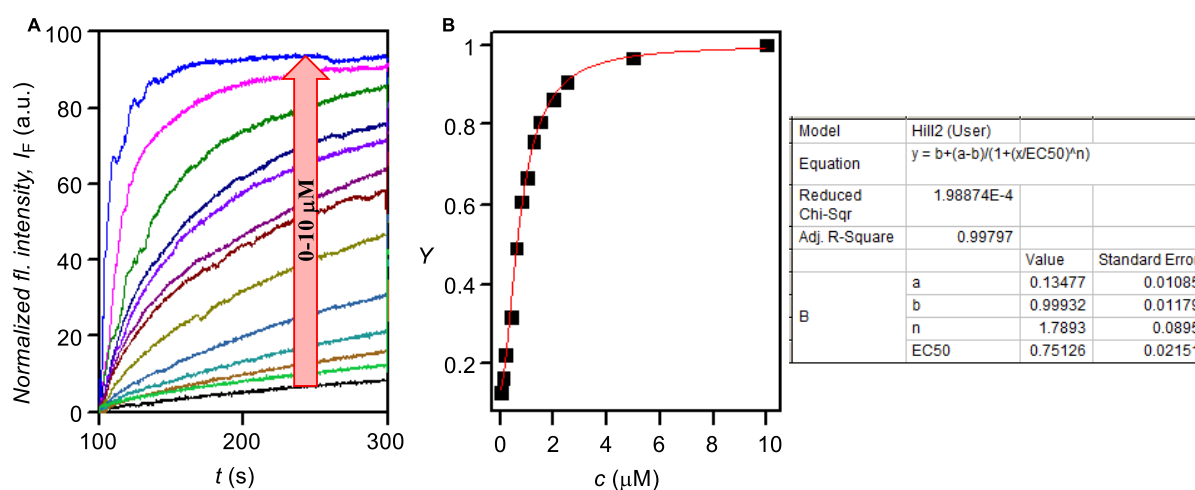 A
Normalized fl. intensity, I_F (a.u.)
100
80
60
40
20
0
0-10 μM
100
200
300
t (s)
B
Y
1
0.8
0.6
0.4
0.2
0
2
4
6
8
10
c (μM)
Model Hill2 (User)
Equation y = b+(a-b)/(1+(x/EC50)^n)
Reduced 1.98874E-4
Chi-Sqr
Adj. R-Square 0.99797
Value Standard Error
B
a 0.13477 0.01085
b 0.99932 0.01179
n 1.7893 0.0895
EC50 0.75126 0.02151